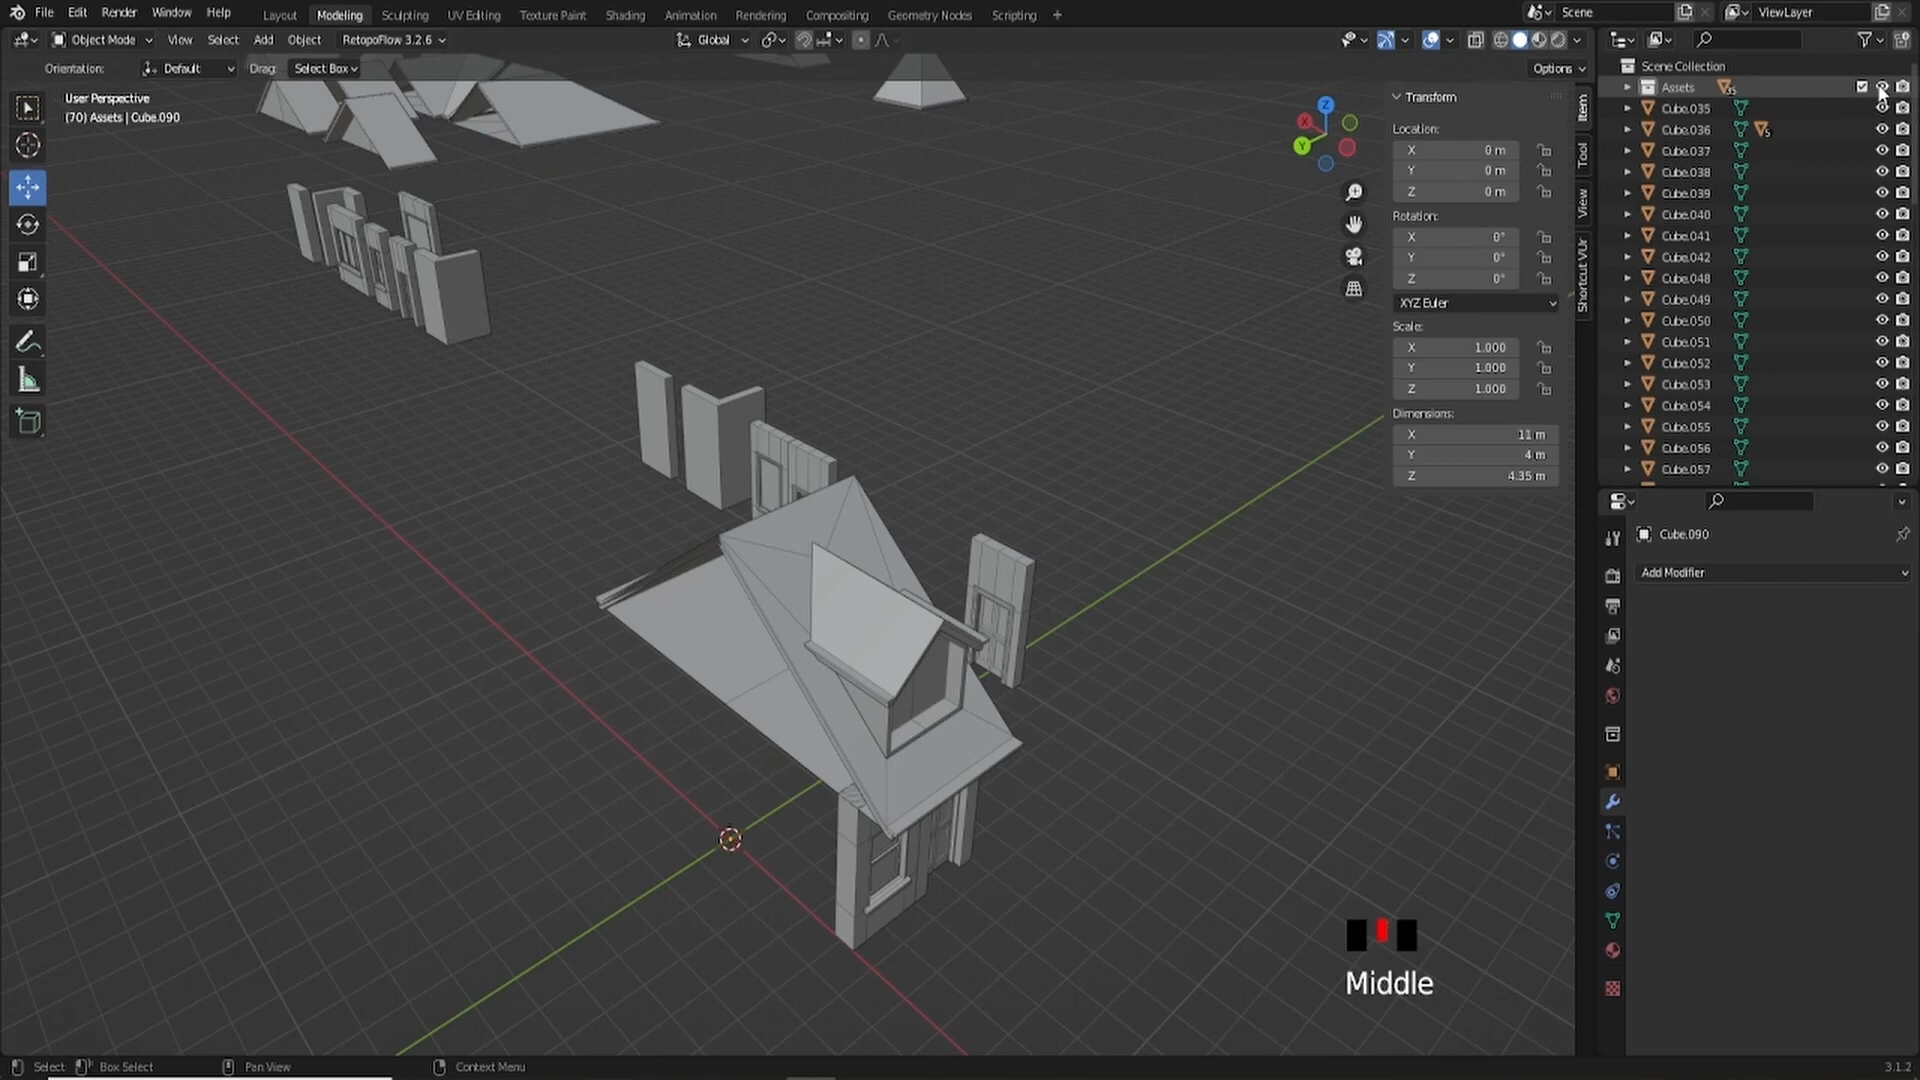 File Edit Render Window Help Layout Modeling Sculpting UV Editing Texture Paint Shading Animation Rendering Compositing Geometry Nodes Scripting + Scene ViewLayer
Object Mode View Select Add Object RetopoFlow 3.2.6 Global
Orientation: Default Drag: Select Box Options
User Perspective
(70) Assets | Cube.090
Transform
Location:
X 0 m
Y 0 m
Z 0 m
Rotation:
X 0°
Y 0°
Z 0°
XYZ Euler
Scale:
X 1.000
Y 1.000
Z 1.000
Dimensions:
X 11 m
Y 4 m
Z 4.35 m
Item
Tool
View
Shortcut VUr
Z
X
Y
Scene Collection
Assets 35
Cube.035
Cube.036 5
Cube.037
Cube.038
Cube.039
Cube.040
Cube.041
Cube.042
Cube.048
Cube.049
Cube.050
Cube.051
Cube.052
Cube.053
Cube.054
Cube.055
Cube.056
Cube.057
Cube.090
Add Modifier
Middle
Select Box Select Pan View Context Menu 3.1.2